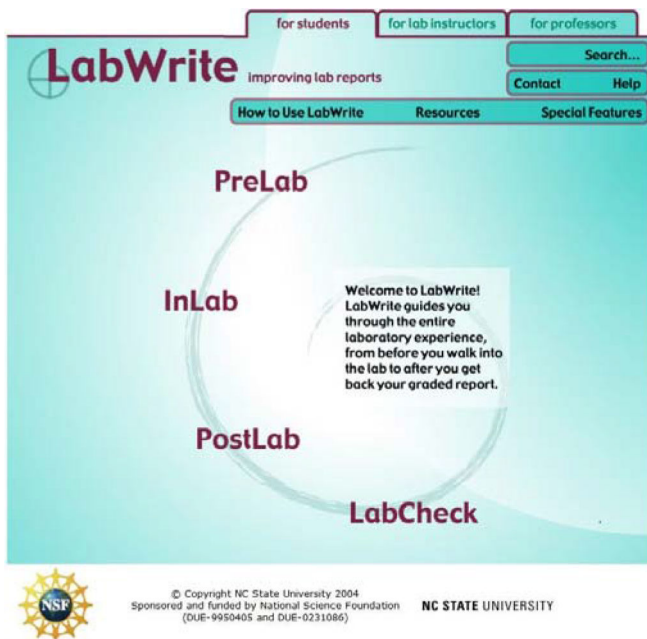 for students
for lab instructors
for professors
LabWrite improving lab reports
Search...
Contact Help
How to Use LabWrite Resources Special Features
PreLab
InLab
Welcome to LabWrite!
LabWrite guides you
through the entire
laboratory experience,
from before you walk into
the lab to after you get
back your graded report.
PostLab
LabCheck
NSF
© Copyright NC State University 2004
Sponsored and funded by National Science Foundation
(DUE-9950405 and DUE-0231086)
NC STATE UNIVERSITY